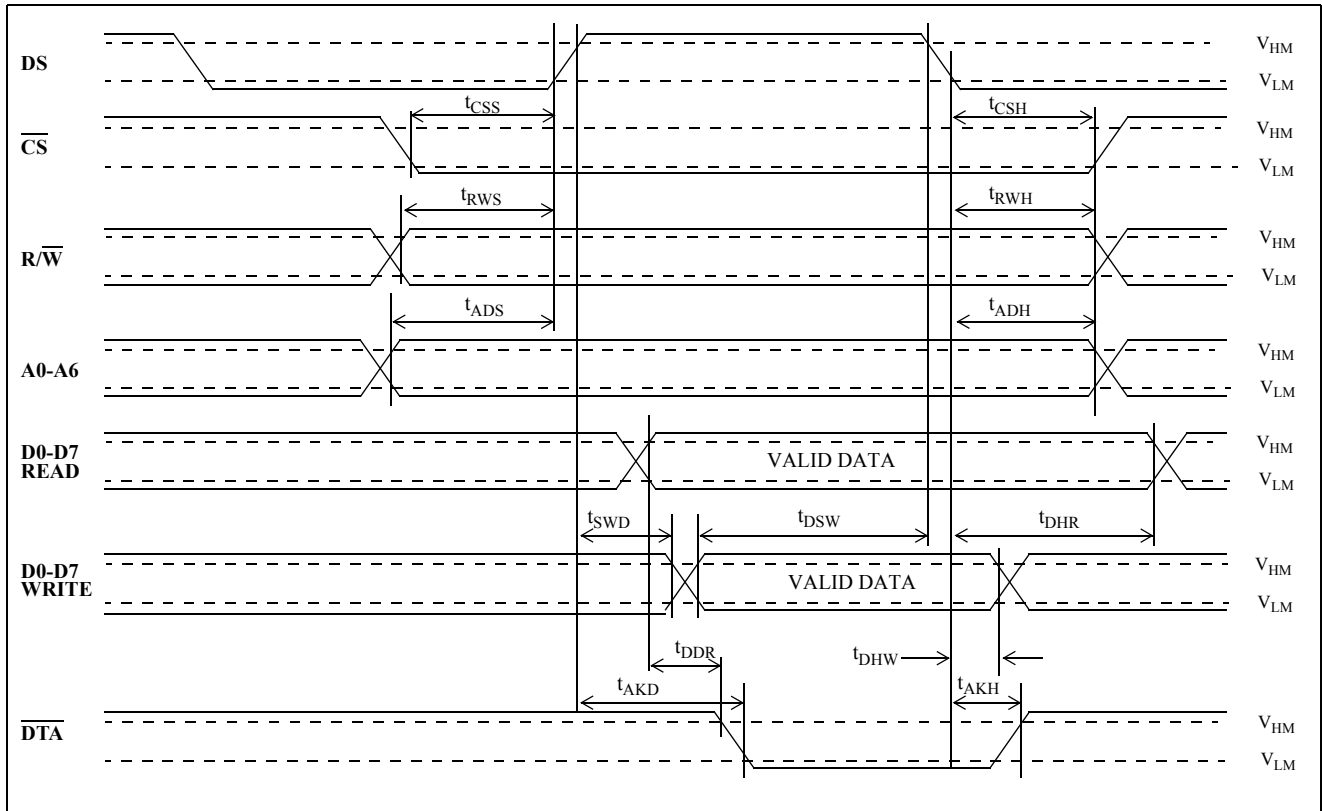 DS
V_HM
V_LM
t_CSS
t_CSH
C̅S̅
V_HM
V_LM
t_RWS
t_RWH
R/W̅
V_HM
V_LM
t_ADS
t_ADH
A0-A6
V_HM
V_LM
D0-D7
READ
VALID DATA
V_HM
V_LM
t_SWD
t_DSW
t_DHR
D0-D7
WRITE
VALID DATA
V_HM
V_LM
t_DDR
t_DHW
t_AKD
t_AKH
D̅T̅A̅
V_HM
V_LM